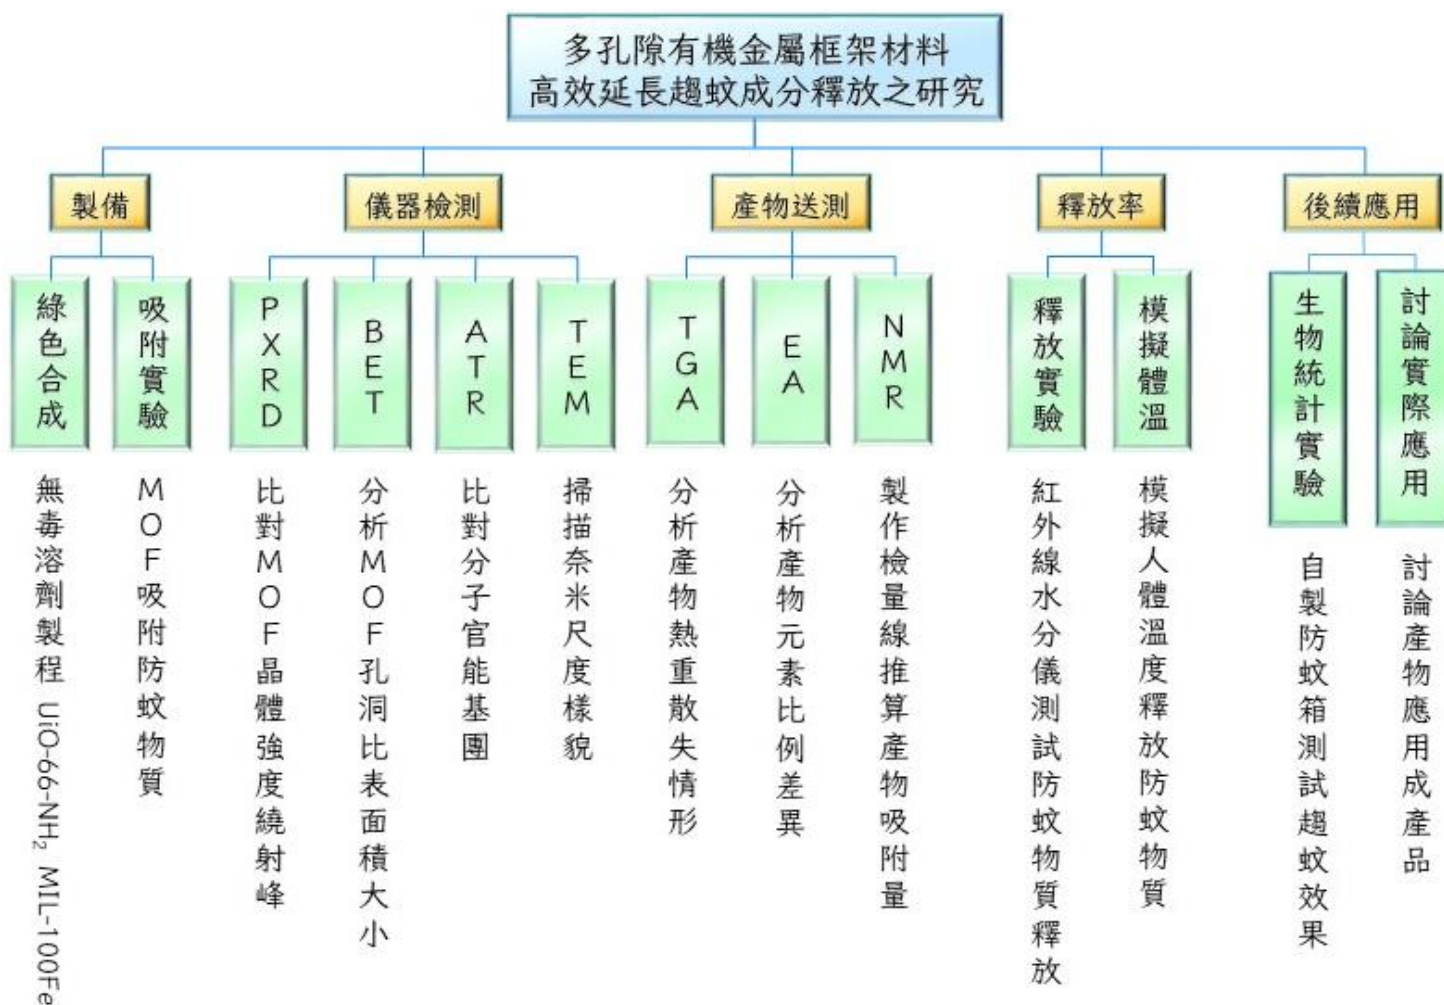 多孔隙有機金屬框架材料
高效延長趨蚊成分釋放之研究
製備
儀器檢測
產物送測
釋放率
後續應用
綠色合成
吸附實驗
PXRD
BET
ATR
TEM
TGA
EA
NMR
釋放實驗
模擬體溫
生物統計實驗
討論實際應用
無毒溶劑製程 UiO-66-NH₂ MIL-100Fe
MOF吸附防蚊物質
比對MOF晶體強度繞射峰
分析MOF孔洞比表面積大小
比對分子官能基團
掃描奈米尺度樣貌
分析產物熱重散失情形
分析產物元素比例差異
製作檢量線推算產物吸附量
紅外線水分儀測試防蚊物質釋放
模擬人體溫度釋放防蚊物質
自製防蚊箱測試趨蚊效果
討論產物應用成產品